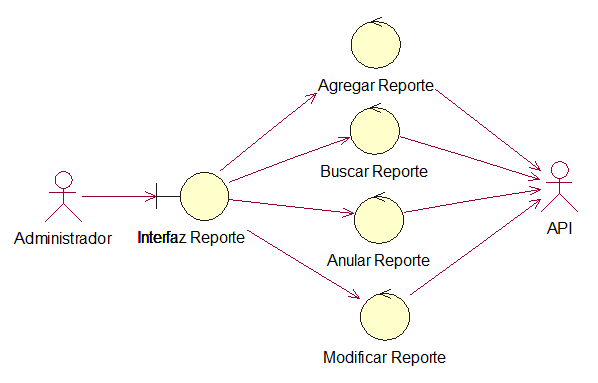 Agregar Reporte
Buscar Reporte
Administrador
Interfaz Reporte
API
Anular Reporte
Modificar Reporte